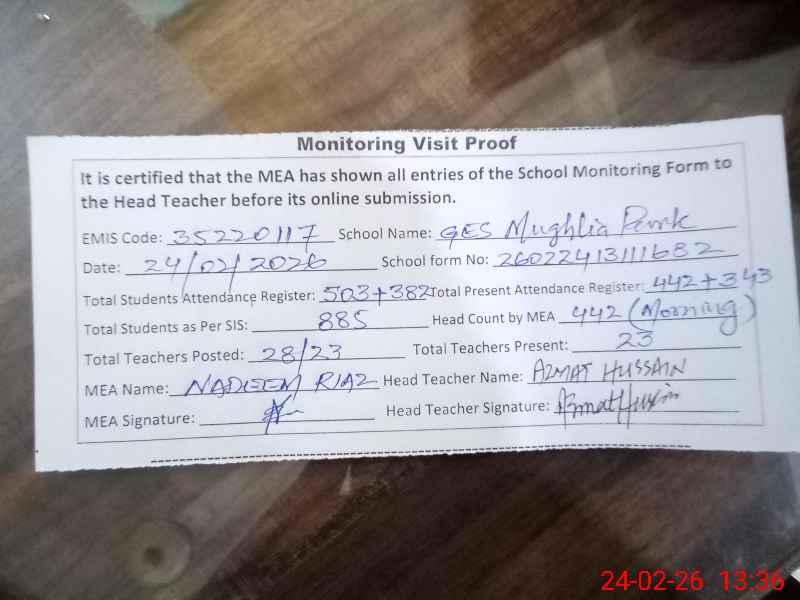 Monitoring Visit Proof
It is certified that the MEA has shown all entries of the School Monitoring Form to
the Head Teacher before its online submission.
EMIS Code: 35220117 School Name: GES Mughlia Park
Date: 24/02/2026 School form No: 26022413111682
Total Students Attendance Register: 503+382 Total Present Attendance Register: 442+343
Total Students as Per SIS: 885 Head Count by MEA 442 (Morning)
Total Teachers Posted: 28/23 Total Teachers Present: 23
MEA Name: NADEEM RIAZ Head Teacher Name: AZMAT HUSSAIN
MEA Signature: Head Teacher Signature: Azmat Hussain
24-02-26 13:36